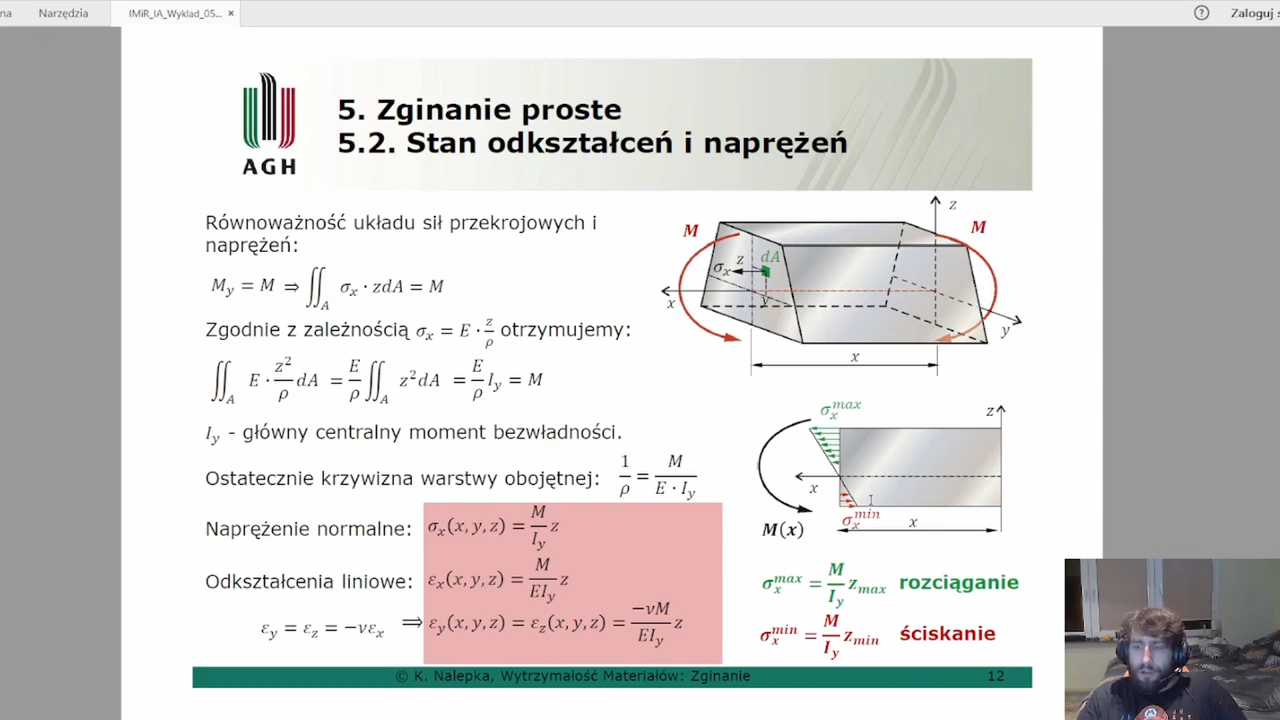 na
Narzędzia
IMiR_IA_Wyklad_05... ×
?
Zaloguj s
AGH
5. Zginanie proste
5.2. Stan odkształceń i naprężeń
Równoważność układu sił przekrojowych i
naprężeń:
M_y = M ⇒ ∬_A σ_x · zdA = M
Zgodnie z zależnością σ_x = E · z/ρ otrzymujemy:
∬_A E · z²/ρ dA = E/ρ ∬_A z² dA = E/ρ I_y = M
I_y - główny centralny moment bezwładności.
Ostatecznie krzywizna warstwy obojętnej: 1/ρ = M/(E · I_y)
Naprężenie normalne: σ_x(x, y, z) = M/I_y z
Odkształcenia liniowe: ε_x(x, y, z) = M/(EI_y) z
ε_y = ε_z = −νε_x ⟹ ε_y(x, y, z) = ε_z(x, y, z) = −νM/(EI_y) z
z
M
M
dA
z
σ_x
y
x
y
x
σ_x^max
z
x
σ_x^min
x
M(x)
σ_x^max = M/I_y z_max rozciąganie
σ_x^min = M/I_y z_min ściskanie
© K. Nalepka, Wytrzymałość Materiałów: Zginanie
12